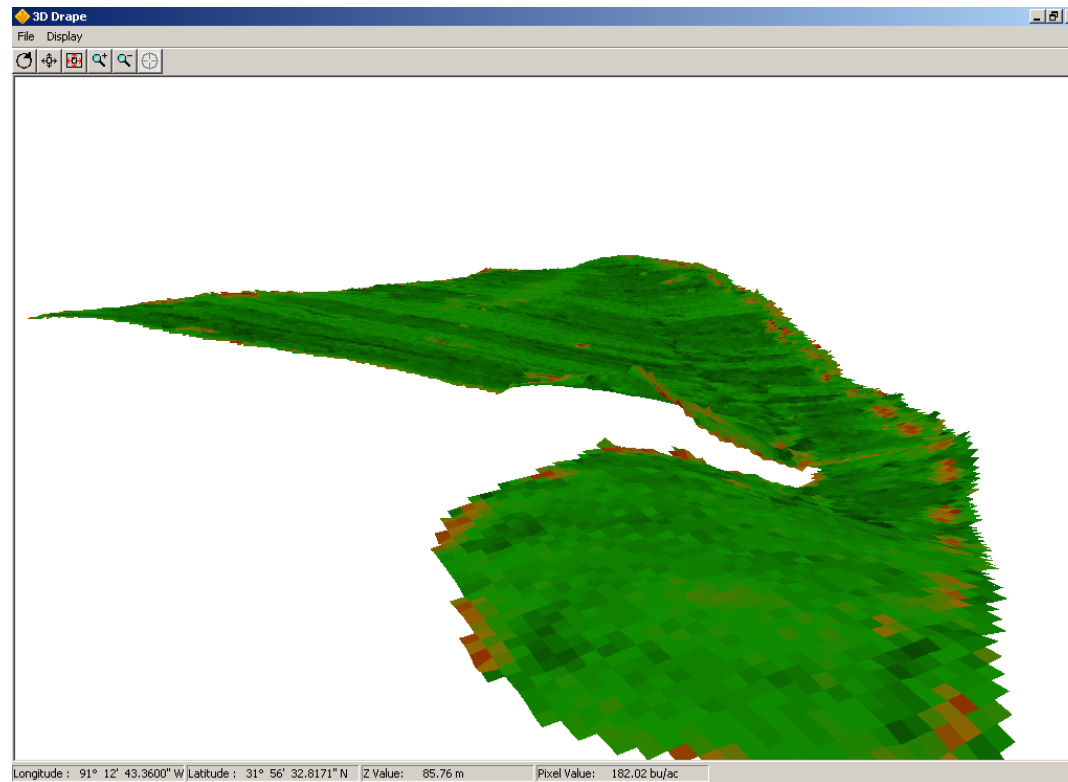 3D Drape
File Display
Longitude : 91° 12' 43.3600" W Latitude : 31° 56' 32.8171" N Z Value: 85.76 m Pixel Value: 182.02 bu/ac